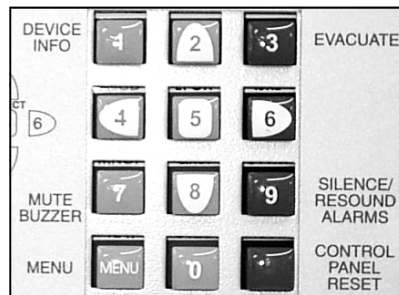 DEVICE
INFO
1
2
3
EVACUATE
CT
6
4
5
6
MUTE
BUZZER
7
8
9
SILENCE/
RESOUND
ALARMS
MENU
MENU
0
CONTROL
PANEL
RESET